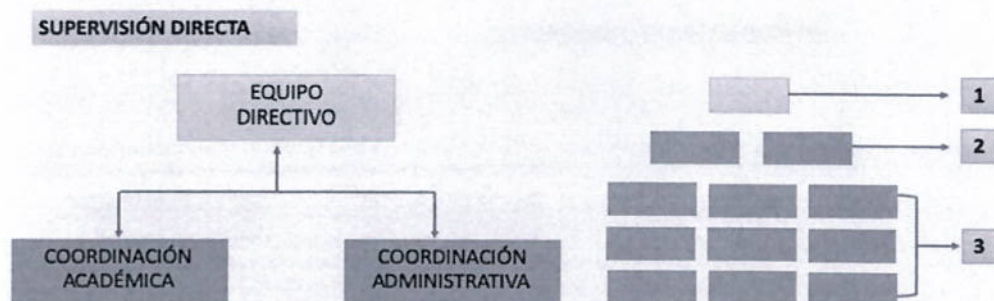 SUPERVISIÓN DIRECTA
EQUIPO
DIRECTIVO
COORDINACIÓN
ACADÉMICA
COORDINACIÓN
ADMINISTRATIVA
1
2
3